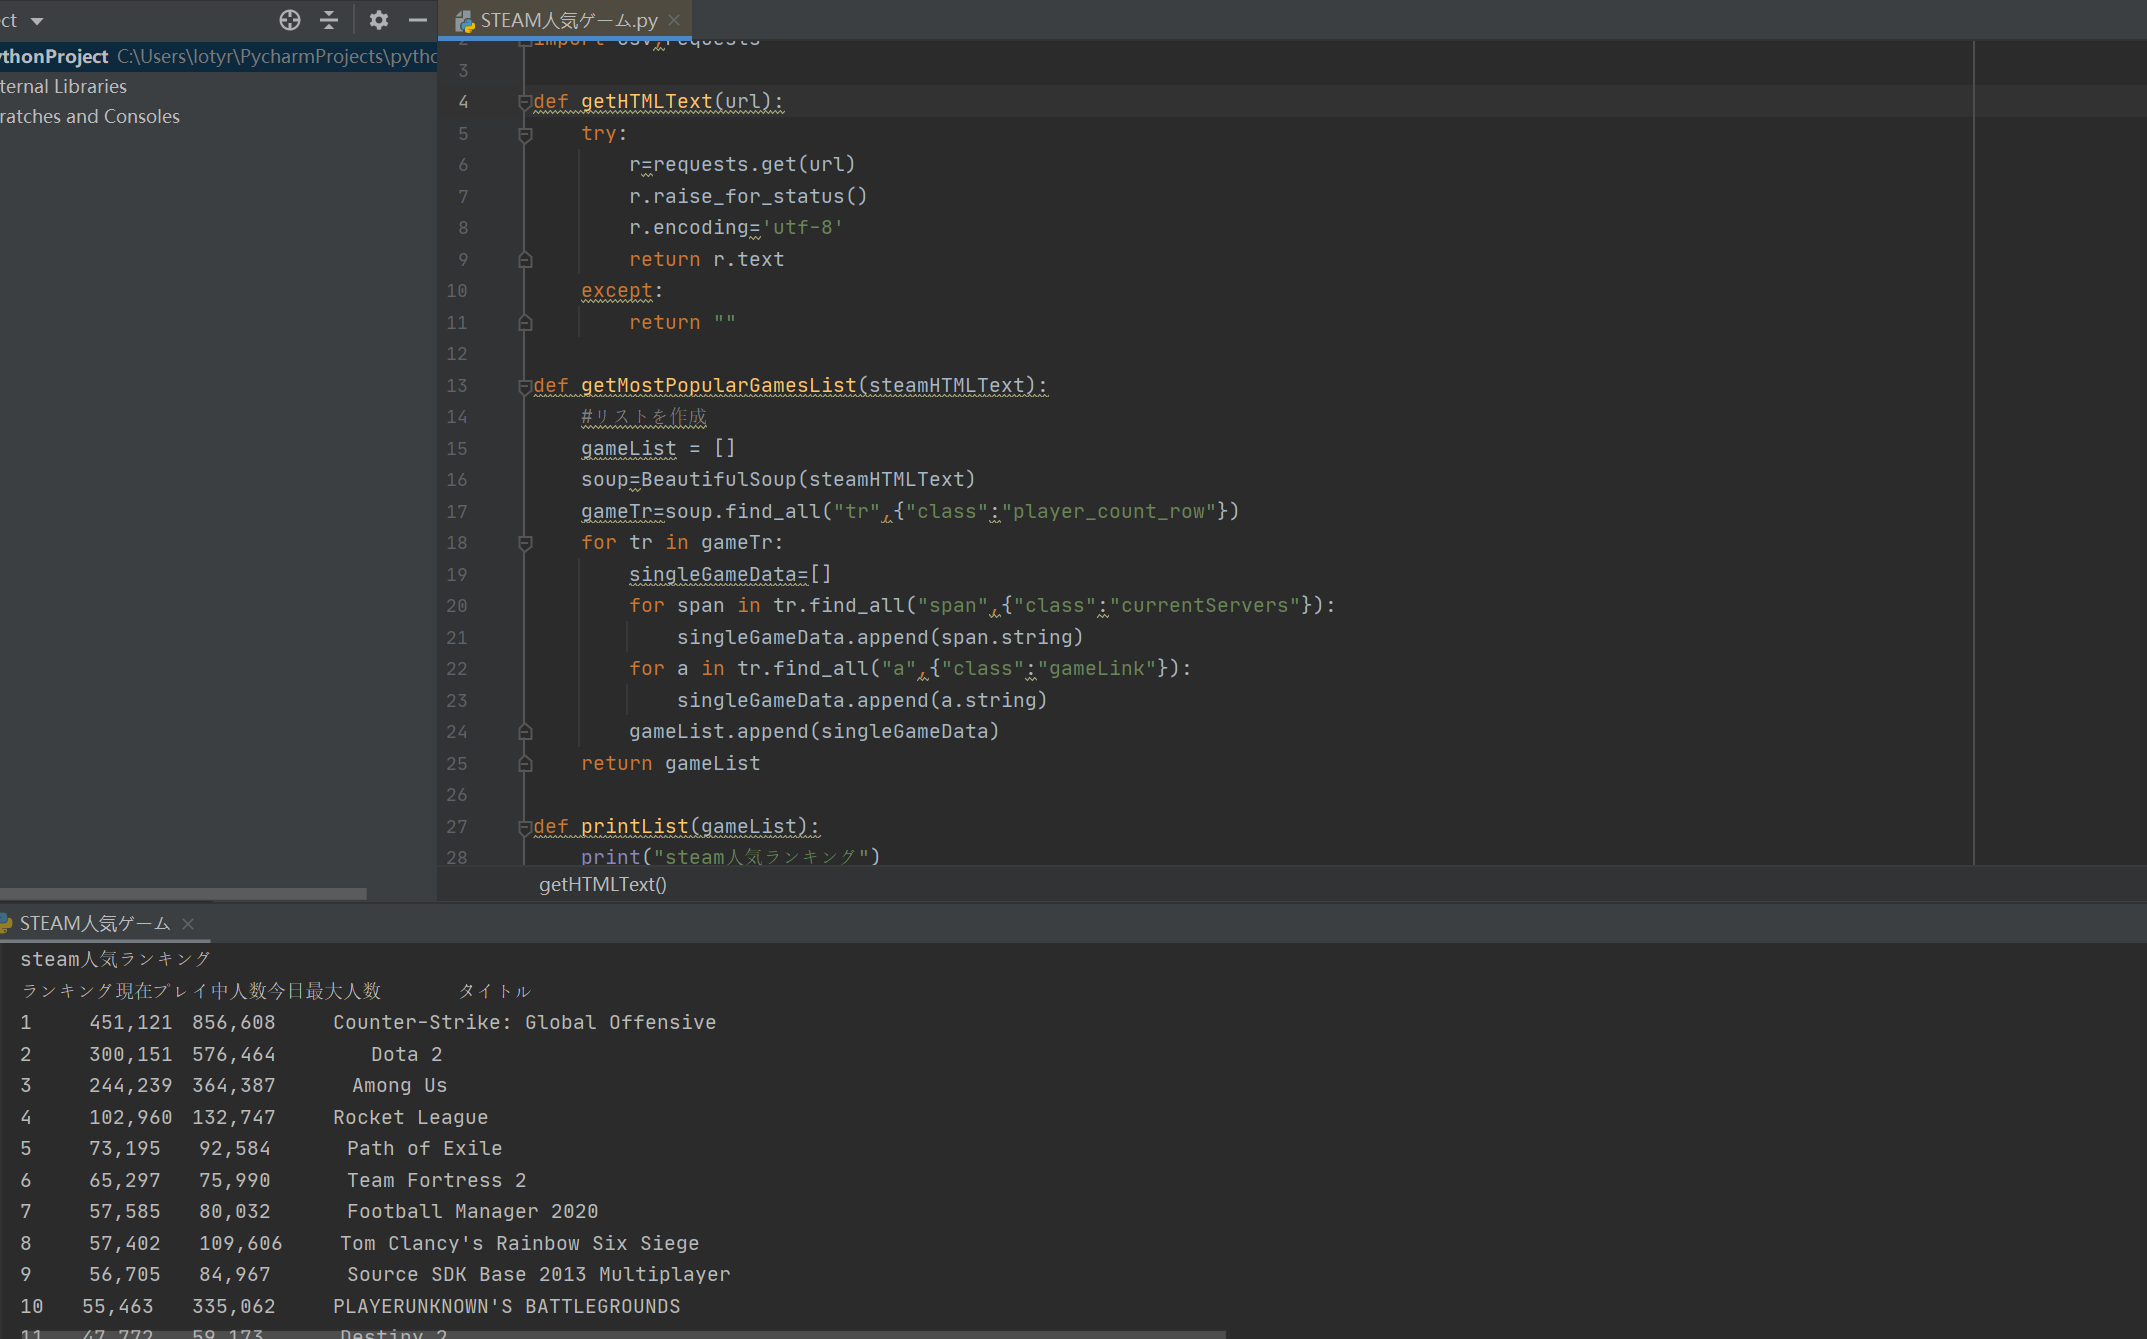 ct
STEAM人気ゲーム.py
ythonProject C:\Users\lotyr\PycharmProjects\pytho
ternal Libraries
ratches and Consoles
2 import csv,requests
3
4 def getHTMLText(url):
5 try:
6 r=requests.get(url)
7 r.raise_for_status()
8 r.encoding='utf-8'
9 return r.text
10 except:
11 return ""
12
13 def getMostPopularGamesList(steamHTMLText):
14 #リストを作成
15 gameList = []
16 soup=BeautifulSoup(steamHTMLText)
17 gameTr=soup.find_all("tr",{"class":"player_count_row"})
18 for tr in gameTr:
19 singleGameData=[]
20 for span in tr.find_all("span",{"class":"currentServers"}):
21 singleGameData.append(span.string)
22 for a in tr.find_all("a",{"class":"gameLink"}):
23 singleGameData.append(a.string)
24 gameList.append(singleGameData)
25 return gameList
26
27 def printList(gameList):
28 print("steam人気ランキング")
getHTMLText()
STEAM人気ゲーム
steam人気ランキング
ランキング現在プレイ中人数今日最大人数 タイトル
1 451,121 856,608 Counter-Strike: Global Offensive
2 300,151 576,464 Dota 2
3 244,239 364,387 Among Us
4 102,960 132,747 Rocket League
5 73,195 92,584 Path of Exile
6 65,297 75,990 Team Fortress 2
7 57,585 80,032 Football Manager 2020
8 57,402 109,606 Tom Clancy's Rainbow Six Siege
9 56,705 84,967 Source SDK Base 2013 Multiplayer
10 55,463 335,062 PLAYERUNKNOWN'S BATTLEGROUNDS
11 47,772 59,173 Destiny 2